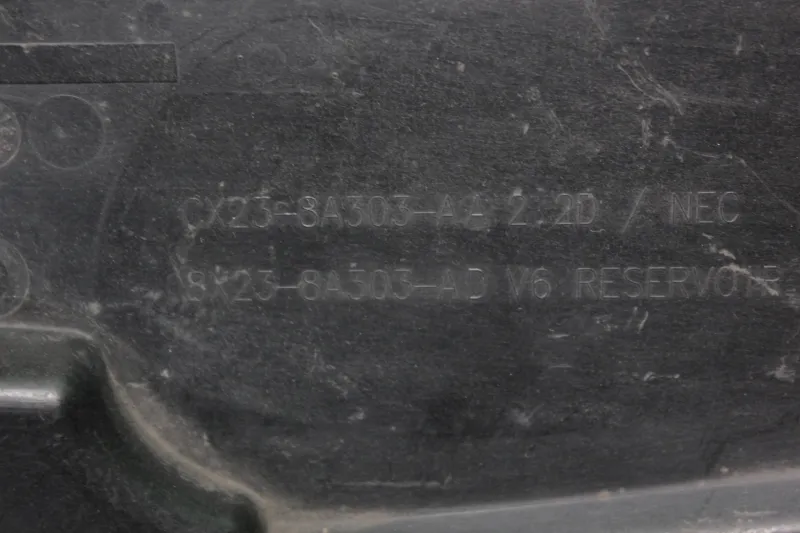 CX23-8A303-AA 2.2D / NEC
8X23-8A303-AD V6 RESERVOIR